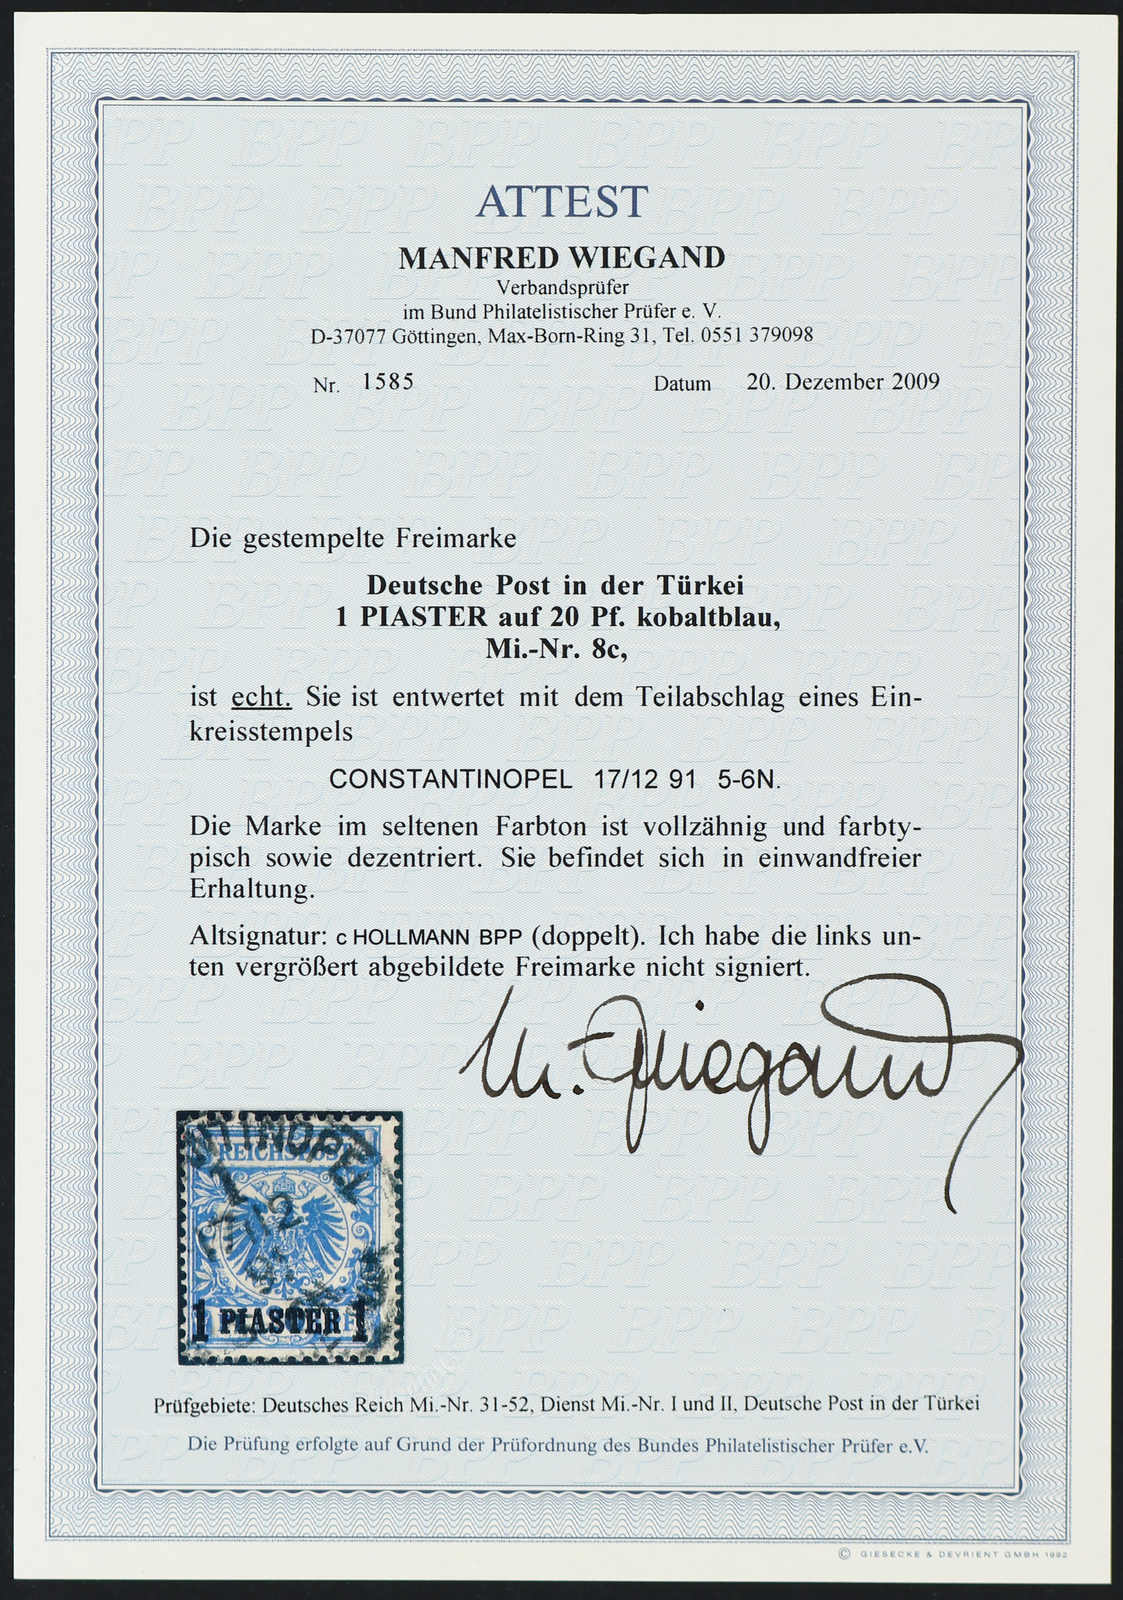 ATTEST
MANFRED WIEGAND
Verbandsprüfer
im Bund Philatelistischer Prüfer e. V.
D-37077 Göttingen, Max-Born-Ring 31, Tel. 0551 379098
Nr. 1585 Datum 20. Dezember 2009
Die gestempelte Freimarke
Deutsche Post in der Türkei
1 PIASTER auf 20 Pf. kobaltblau,
Mi.-Nr. 8c,
ist echt. Sie ist entwertet mit dem Teilabschlag eines Ein-
kreisstempels
CONSTANTINOPEL 17/12 91 5-6N.
Die Marke im seltenen Farbton ist vollzähnig und farbty-
pisch sowie dezentriert. Sie befindet sich in einwandfreier
Erhaltung.
Altsignatur: c HOLLMANN BPP (doppelt). Ich habe die links un-
ten vergrößert abgebildete Freimarke nicht signiert.
M. Wiegand
REICHSPOST
1 PIASTER 1
Prüfgebiete: Deutsches Reich Mi.-Nr. 31-52, Dienst Mi.-Nr. I und II, Deutsche Post in der Türkei
Die Prüfung erfolgte auf Grund der Prüfordnung des Bundes Philatelistischer Prüfer e.V.
© GIESECKE & DEVRIENT GMBH 1992